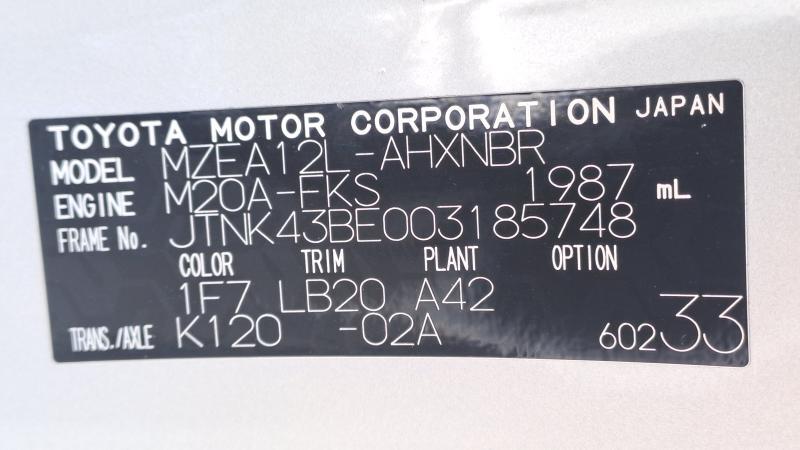 TOYOTA MOTOR CORPORATION JAPAN
MODEL MZEA12L-AHXNBR
ENGINE M20A-FKS 1987 mL
FRAME No. JTNK43BE003185748
COLOR TRIM PLANT OPTION
1F7 LB20 A42
TRANS./AXLE K120 -02A 60233